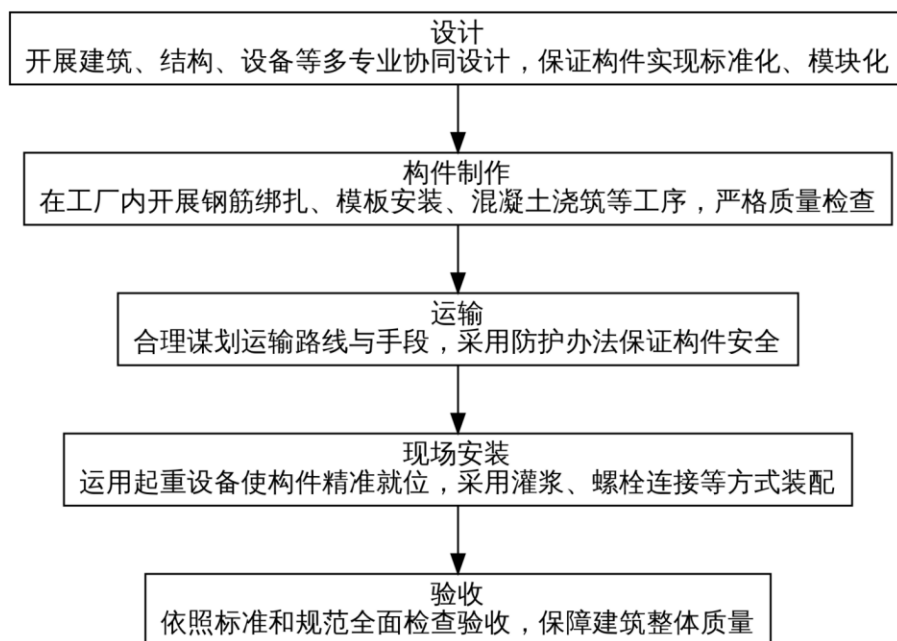 设计
开展建筑、结构、设备等多专业协同设计，保证构件实现标准化、模块化
构件制作
在工厂内开展钢筋绑扎、模板安装、混凝土浇筑等工序，严格质量检查
运输
合理谋划运输路线与手段，采用防护办法保证构件安全
现场安装
运用起重设备使构件精准就位，采用灌浆、螺栓连接等方式装配
验收
依照标准和规范全面检查验收，保障建筑整体质量